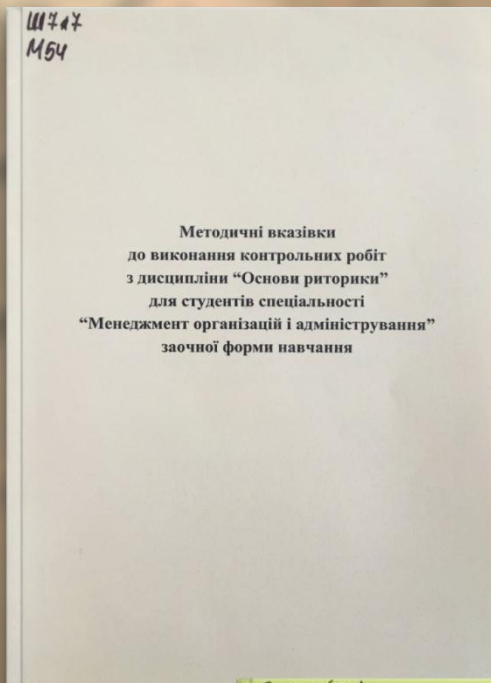 Ш7я7
М54
Методичні вказівки
до виконання контрольних робіт
з дисципліни “Основи риторики”
для студентів спеціальності
“Менеджмент організацій і адміністрування”
заочної форми навчання